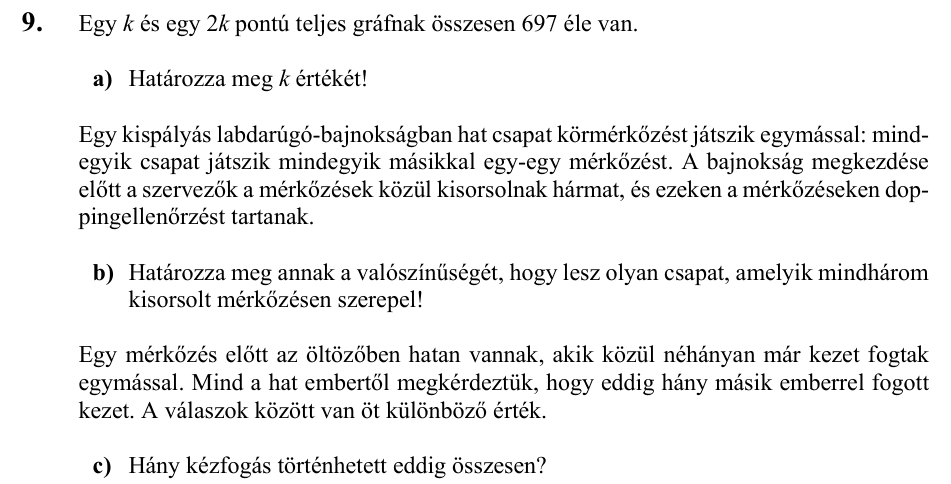 9. Egy k és egy 2k pontú teljes gráfnak összesen 697 éle van.
a) Határozza meg k értékét!
Egy kispályás labdarúgó-bajnokságban hat csapat körmérkőzést játszik egymással: mind-
egyik csapat játszik mindegyik másikkal egy-egy mérkőzést. A bajnokság megkezdése
előtt a szervezők a mérkőzések közül kisorsolnak hármat, és ezeken a mérkőzéseken dop-
pingellenőrzést tartanak.
b) Határozza meg annak a valószínűségét, hogy lesz olyan csapat, amelyik mindhárom
kisorsolt mérkőzésen szerepel!
Egy mérkőzés előtt az öltözőben hatan vannak, akik közül néhányan már kezet fogtak
egymással. Mind a hat embertől megkérdeztük, hogy eddig hány másik emberrel fogott
kezet. A válaszok között van öt különböző érték.
c) Hány kézfogás történhetett eddig összesen?